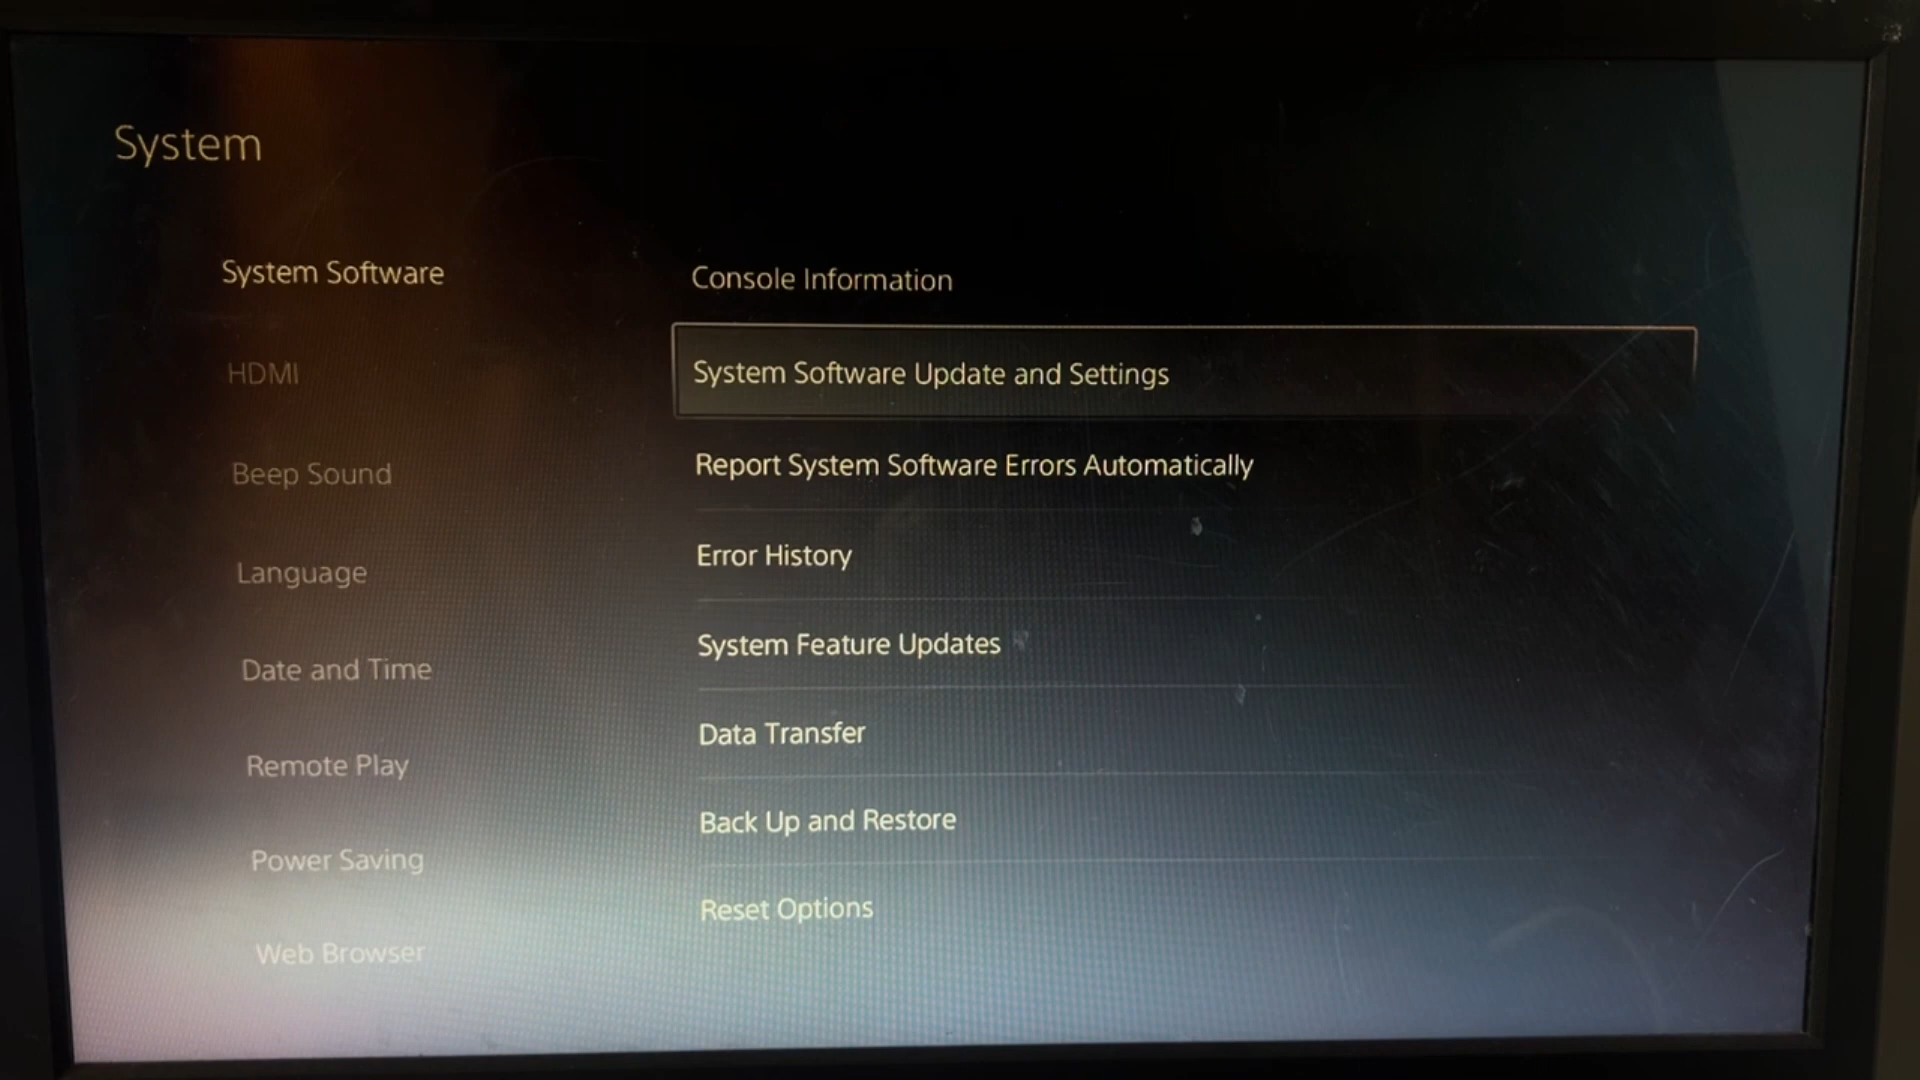 System
System Software
HDMI
Beep Sound
Language
Date and Time
Remote Play
Power Saving
Web Browser
Console Information
System Software Update and Settings
Report System Software Errors Automatically
Error History
System Feature Updates
Data Transfer
Back Up and Restore
Reset Options